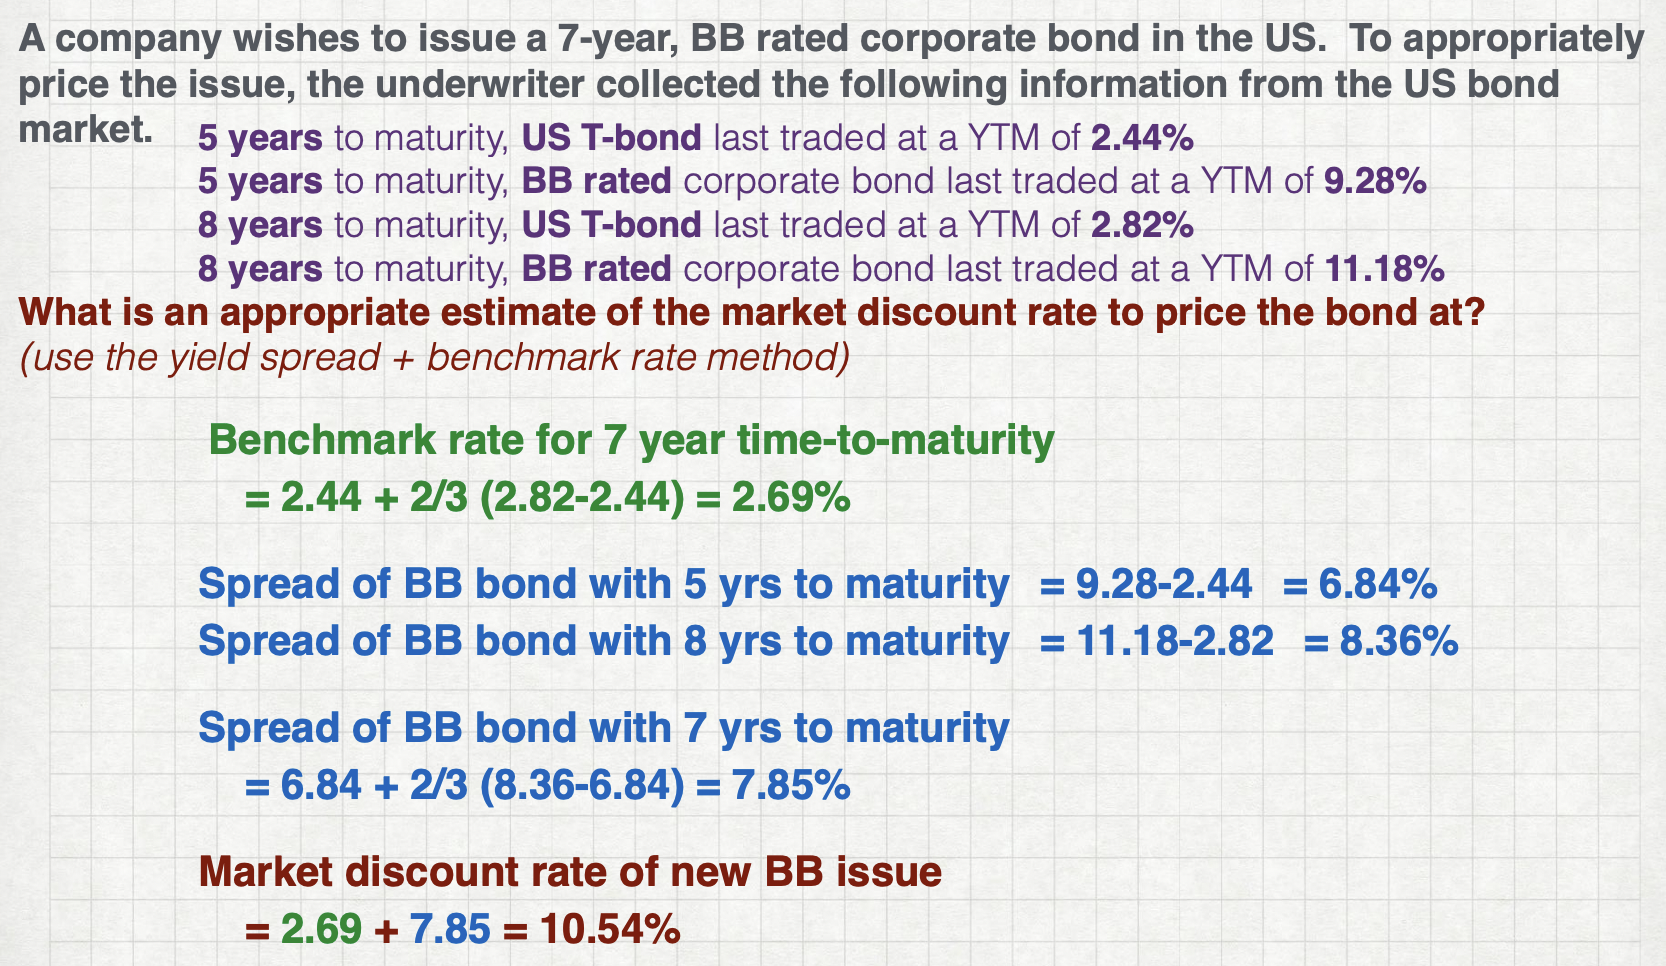 A company wishes to issue a 7-year, BB rated corporate bond in the US. To appropriately
price the issue, the underwriter collected the following information from the US bond
market.
5 years to maturity, US T-bond last traded at a YTM of 2.44%
5 years to maturity, BB rated corporate bond last traded at a YTM of 9.28%
8 years to maturity, US T-bond last traded at a YTM of 2.82%
8 years to maturity, BB rated corporate bond last traded at a YTM of 11.18%
What is an appropriate estimate of the market discount rate to price the bond at?
(use the yield spread + benchmark rate method)
Benchmark rate for 7 year time-to-maturity
= 2.44 + 2/3 (2.82-2.44) = 2.69%
Spread of BB bond with 5 yrs to maturity = 9.28-2.44 = 6.84%
Spread of BB bond with 8 yrs to maturity = 11.18-2.82 = 8.36%
Spread of BB bond with 7 yrs to maturity
= 6.84 + 2/3 (8.36-6.84) = 7.85%
Market discount rate of new BB issue
= 2.69 + 7.85 = 10.54%